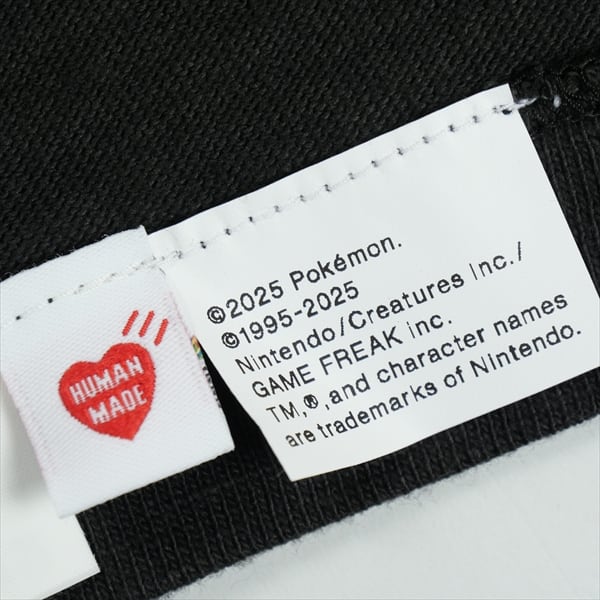 ©2025 Pokémon.
©1995-2025
Nintendo/Creatures Inc./
GAME FREAK inc.
TM,®,and character names
are trademarks of Nintendo.
HUMAN
MADE